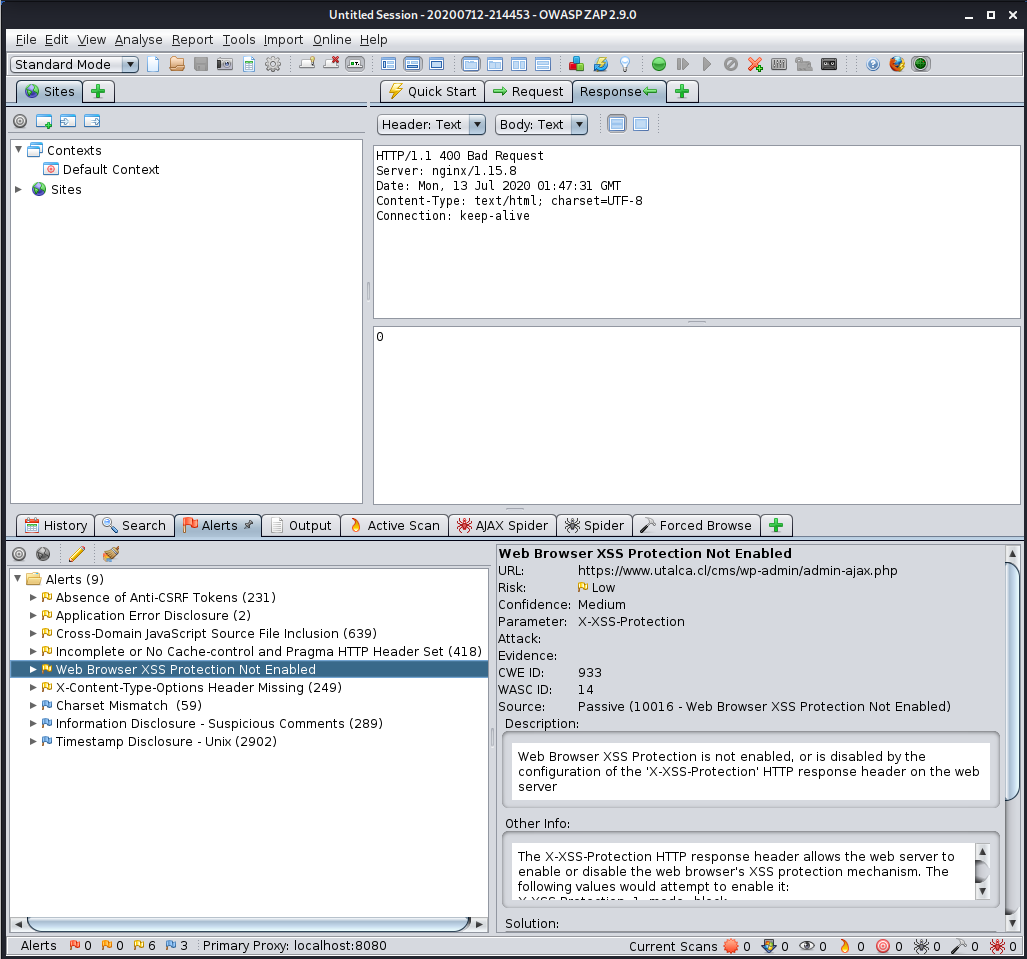 Untitled Session - 20200712-214453 - OWASP ZAP 2.9.0
File Edit View Analyse Report Tools Import Online Help
Standard Mode
Sites
Quick Start
Request
Response
Header: Text
Body: Text
Contexts
Default Context
Sites
HTTP/1.1 400 Bad Request
Server: nginx/1.15.8
Date: Mon, 13 Jul 2020 01:47:31 GMT
Content-Type: text/html; charset=UTF-8
Connection: keep-alive
0
History
Search
Alerts
Output
Active Scan
AJAX Spider
Spider
Forced Browse
Alerts (9)
Absence of Anti-CSRF Tokens (231)
Application Error Disclosure (2)
Cross-Domain JavaScript Source File Inclusion (639)
Incomplete or No Cache-control and Pragma HTTP Header Set (418)
Web Browser XSS Protection Not Enabled
X-Content-Type-Options Header Missing (249)
Charset Mismatch (59)
Information Disclosure - Suspicious Comments (289)
Timestamp Disclosure - Unix (2902)
Web Browser XSS Protection Not Enabled
URL: https://www.utalca.cl/cms/wp-admin/admin-ajax.php
Risk: Low
Confidence: Medium
Parameter: X-XSS-Protection
Attack:
Evidence:
CWE ID: 933
WASC ID: 14
Source: Passive (10016 - Web Browser XSS Protection Not Enabled)
Description:
Web Browser XSS Protection is not enabled, or is disabled by the
configuration of the 'X-XSS-Protection' HTTP response header on the web
server
Other Info:
The X-XSS-Protection HTTP response header allows the web server to
enable or disable the web browser's XSS protection mechanism. The
following values would attempt to enable it:
Solution:
Alerts 0 0 6 3 Primary Proxy: localhost:8080
Current Scans 0 0 0 0 0 0 0 0